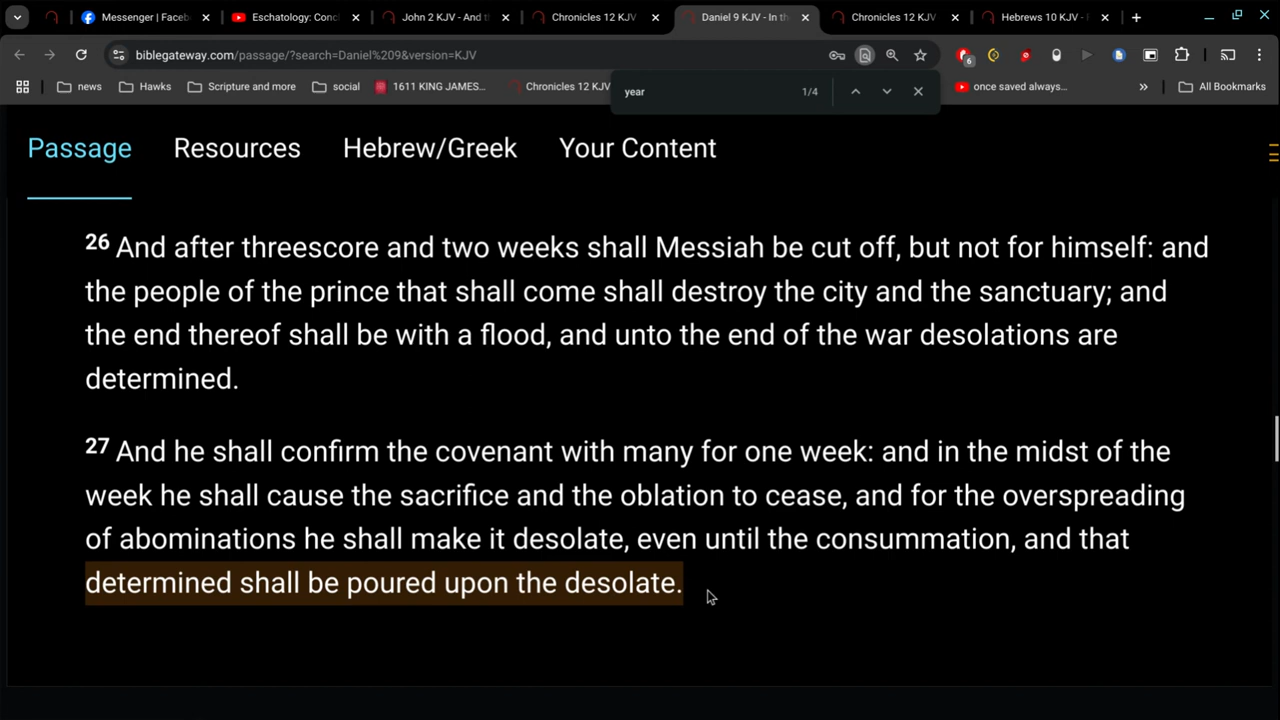 Messenger | Faceb
Eschatology: Concl
John 2 KJV - And th
Chronicles 12 KJV
Daniel 9 KJV - In th
Chronicles 12 KJV
Hebrews 10 KJV - F
biblegateway.com/passage/?search=Daniel%209&version=KJV
6
news
Hawks
Scripture and more
social
1611 KING JAMES...
Chronicles 12 KJV
year
1/4
once saved always...
All Bookmarks
Passage
Resources
Hebrew/Greek
Your Content
26 And after threescore and two weeks shall Messiah be cut off, but not for himself: and
the people of the prince that shall come shall destroy the city and the sanctuary; and
the end thereof shall be with a flood, and unto the end of the war desolations are
determined.
27 And he shall confirm the covenant with many for one week: and in the midst of the
week he shall cause the sacrifice and the oblation to cease, and for the overspreading
of abominations he shall make it desolate, even until the consummation, and that
determined shall be poured upon the desolate.